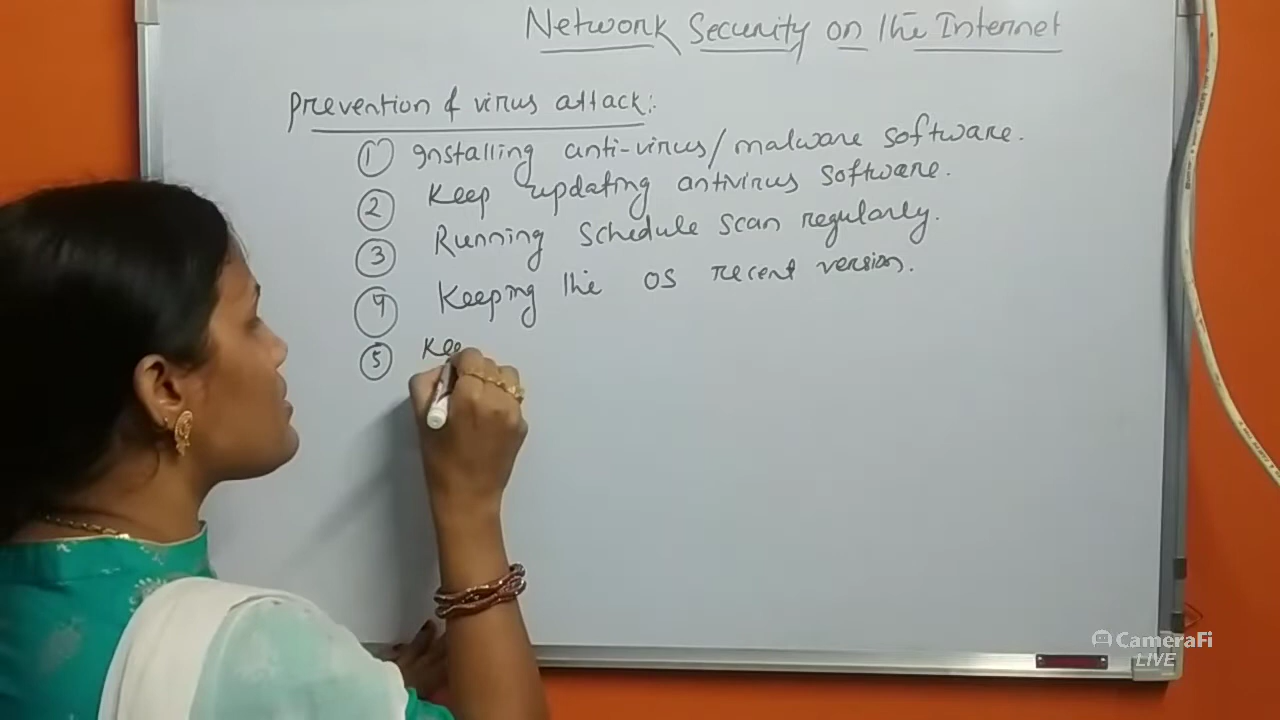 Network Security on the Internet
Prevention of virus attack:
① Installing anti-virus/malware software.
② Keep updating antivirus software.
③ Running Schedule scan regularly.
④ Keeping the OS recent version.
⑤ Kee
CameraFi
LIVE